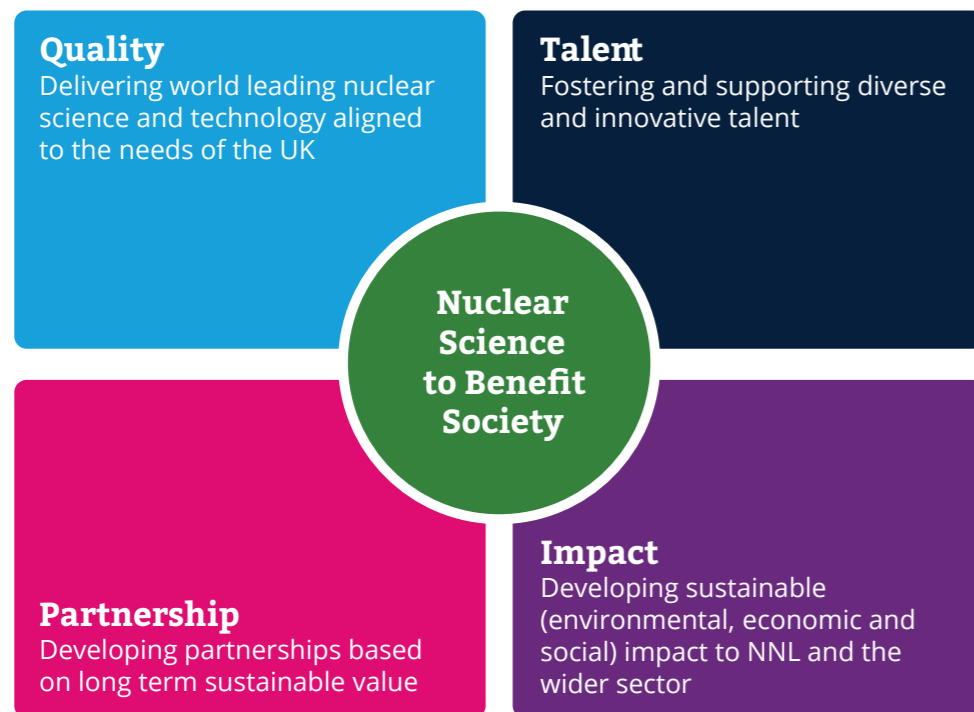 Quality
Delivering world leading nuclear
science and technology aligned
to the needs of the UK
Talent
Fostering and supporting diverse
and innovative talent
Nuclear
Science
to Benefit
Society
Partnership
Developing partnerships based
on long term sustainable value
Impact
Developing sustainable
(environmental, economic and
social) impact to NNL and the
wider sector